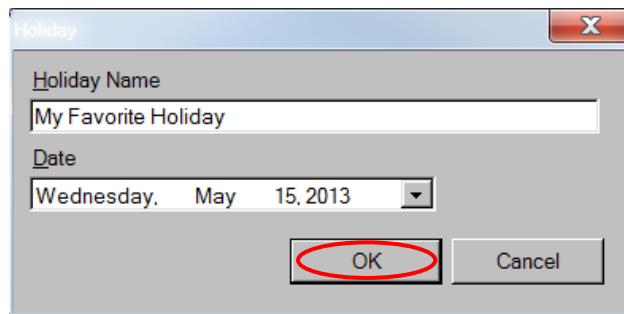 Holiday
Holiday Name
My Favorite Holiday
Date
Wednesday, May 15, 2013
OK Cancel